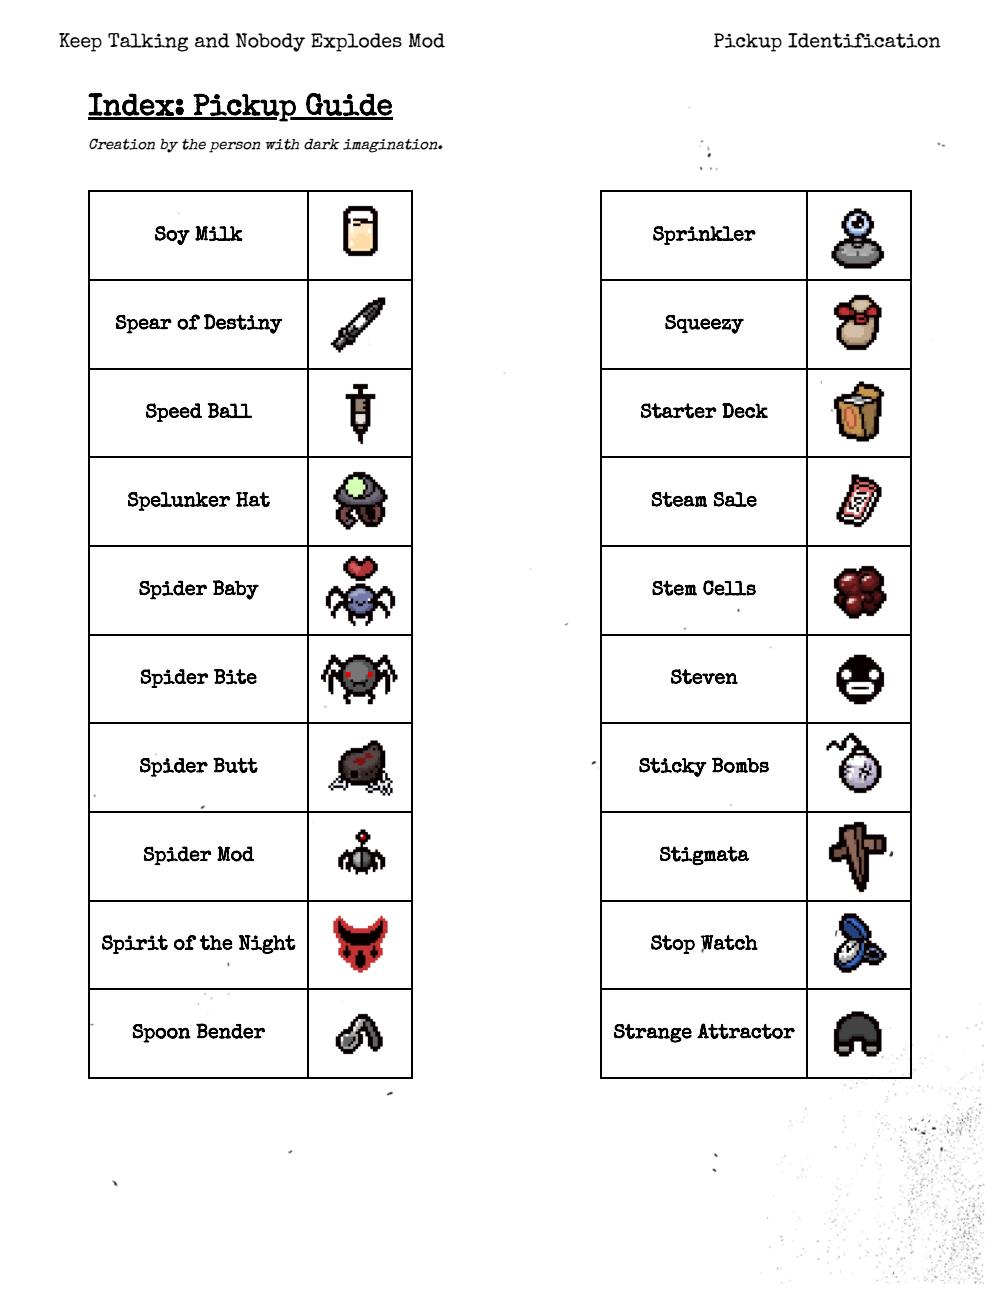 Keep Talking and Nobody Explodes Mod
Pickup Identification
Index: Pickup Guide
Creation by the person with dark imagination.
Soy Milk
Spear of Destiny
Speed Ball
Spelunker Hat
Spider Baby
Spider Bite
Spider Butt
Spider Mod
Spirit of the Night
Spoon Bender
Sprinkler
Squeezy
Starter Deck
Steam Sale
Stem Cells
Steven
Sticky Bombs
Stigmata
Stop Watch
Strange Attractor